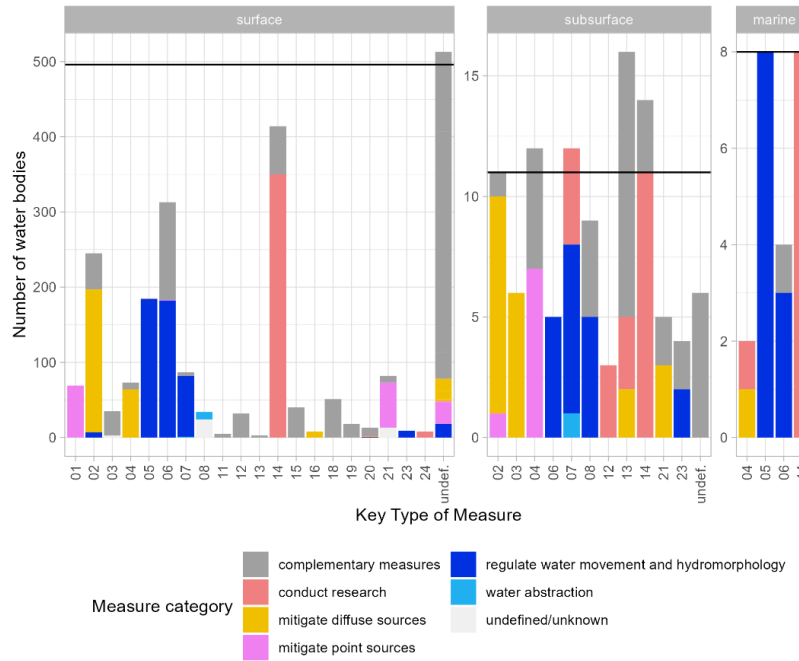 surface
subsurface
marine
500
400
300
200
100
0
Number of water bodies
01 02 03 04 05 06 07 08 11 12 13 14 15 16 18 19 20 21 23 24 undef.
15
10
5
0
02 03 04 06 07 08 12 13 14 21 23 undef.
8
6
4
2
0
04 05 06
Key Type of Measure
Measure category
complementary measures
conduct research
mitigate diffuse sources
mitigate point sources
regulate water movement and hydromorphology
water abstraction
undefined/unknown